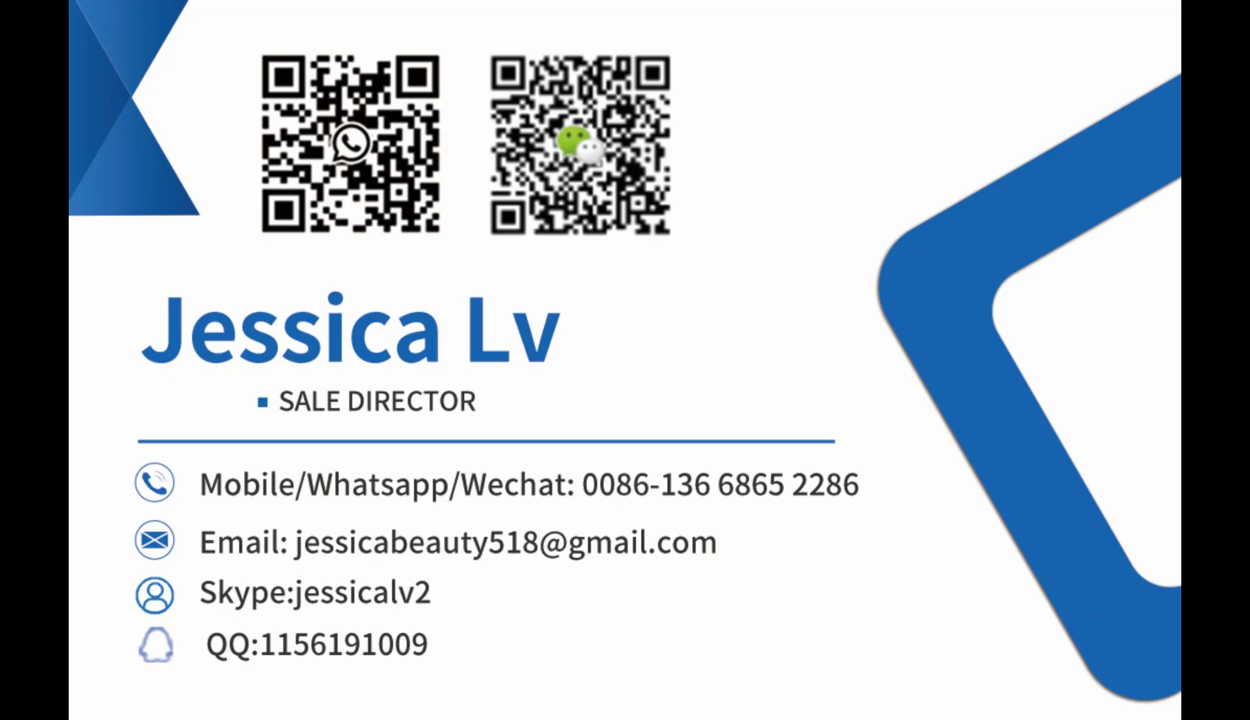 Jessica Lv
SALE DIRECTOR
Mobile/Whatsapp/Wechat: 0086-136 6865 2286
Email: jessicabeauty518@gmail.com
Skype:jessicalv2
QQ:1156191009